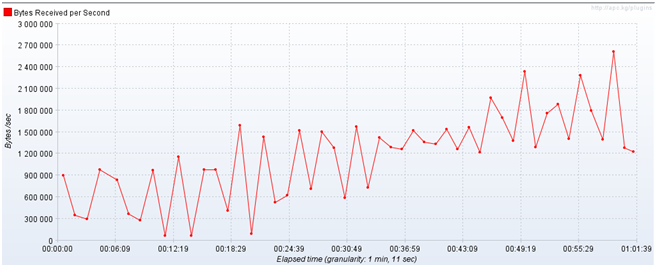 http://apc.kg/plugins
Bytes Received per Second
3 000 000
2 700 000
2 400 000
2 100 000
1 800 000
1 500 000
1 200 000
900 000
600 000
300 000
0
Bytes /sec
00:00:00 00:06:09 00:12:19 00:18:29 00:24:39 00:30:49 00:36:59 00:43:09 00:49:19 00:55:29 01:01:39
Elapsed time (granularity: 1 min, 11 sec)